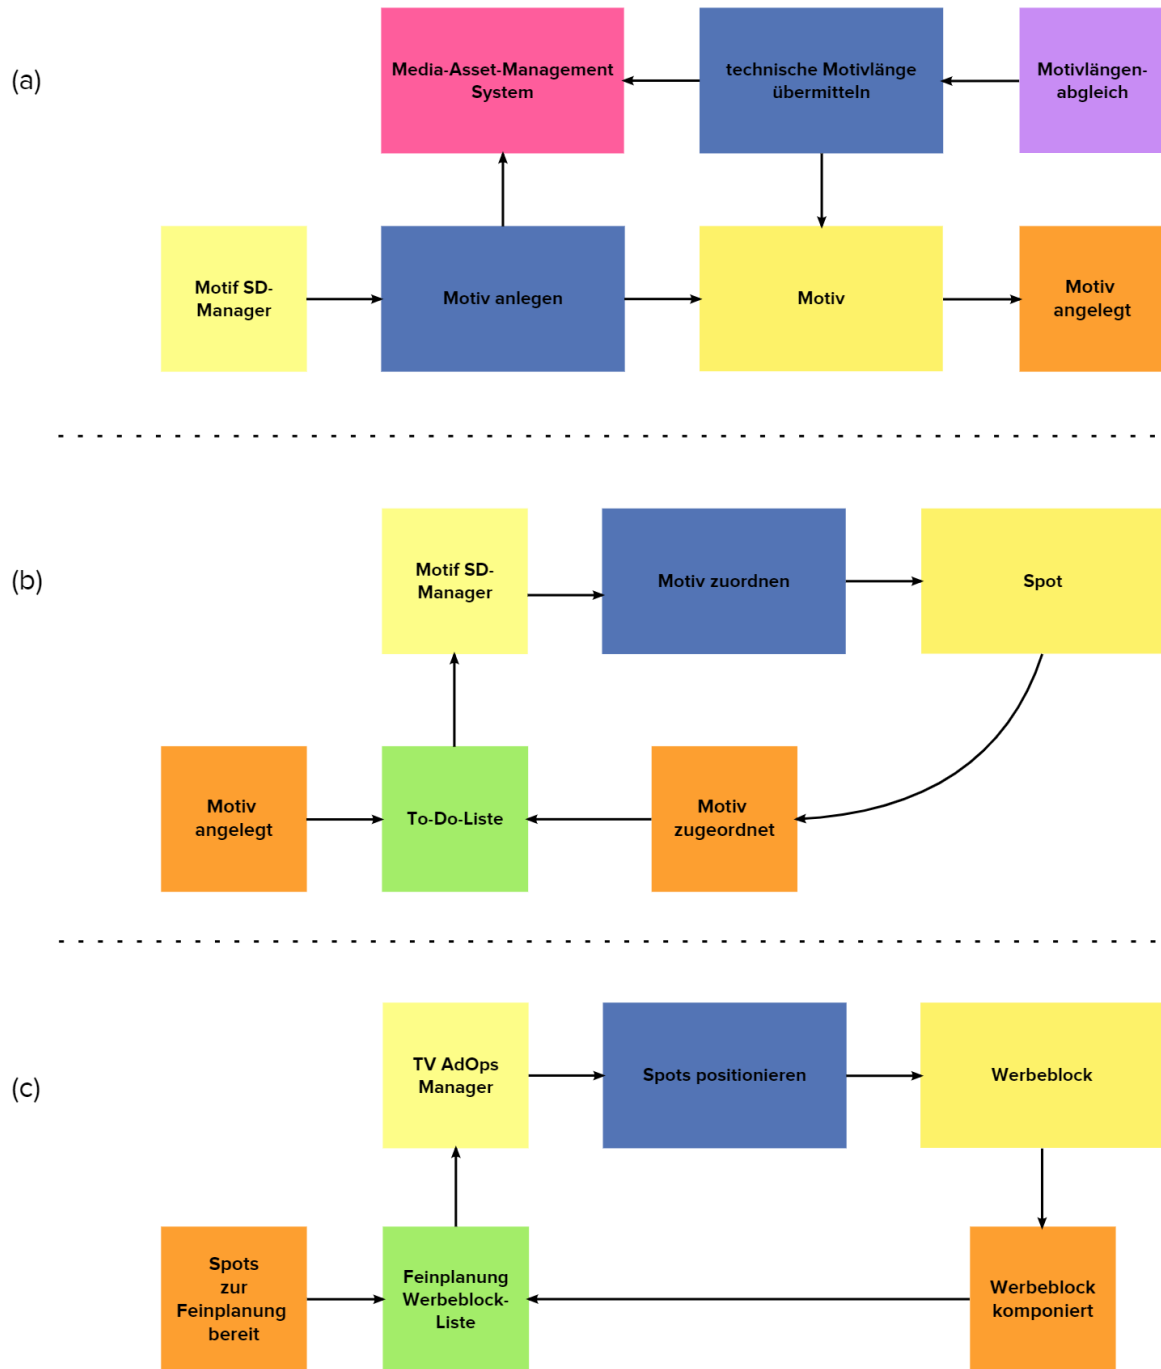 (a)
Media-Asset-Management
System
technische Motivlänge
übermitteln
Motivlängen-
abgleich
Motif SD-
Manager
Motiv anlegen
Motiv
Motiv
angelegt
(b)
Motif SD-
Manager
Motiv zuordnen
Spot
Motiv
angelegt
To-Do-Liste
Motiv
zugeordnet
(c)
TV AdOps
Manager
Spots positionieren
Werbeblock
Spots
zur
Feinplanung
bereit
Feinplanung
Werbeblock-
Liste
Werbeblock
komponiert